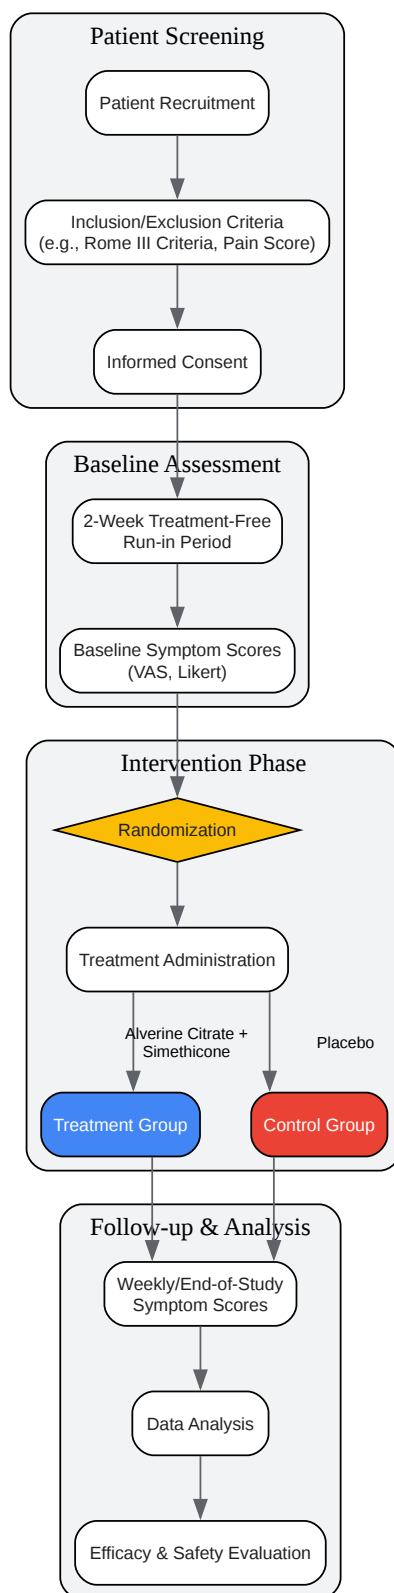 Patient Screening
Patient Recruitment
Inclusion/Exclusion Criteria
(e.g., Rome III Criteria, Pain Score)
Informed Consent
Baseline Assessment
2-Week Treatment-Free
Run-in Period
Baseline Symptom Scores
(VAS, Likert)
Intervention Phase
Randomization
Treatment Administration
Alverine Citrate +
Simethicone
Placebo
Treatment Group
Control Group
Follow-up & Analysis
Weekly/End-of-Study
Symptom Scores
Data Analysis
Efficacy & Safety Evaluation